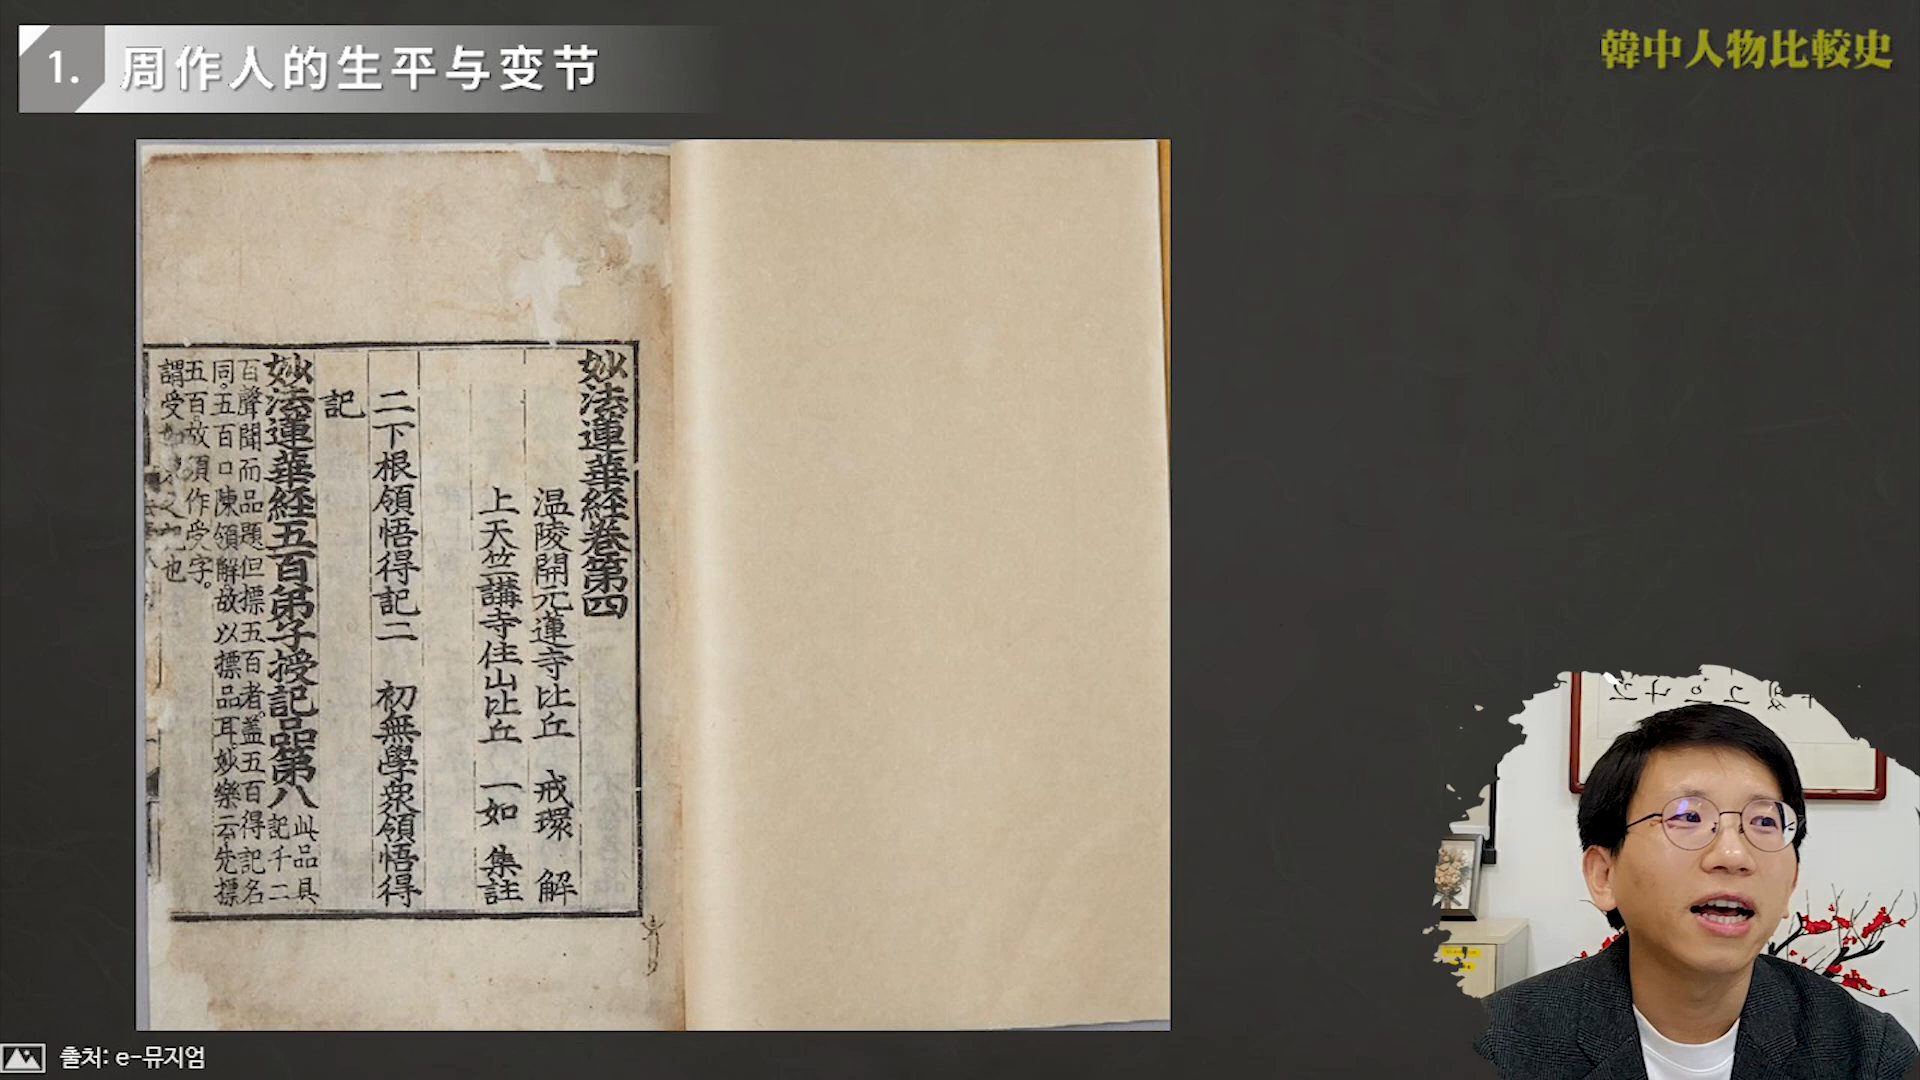 1. 周作人的生平与变节
韓中人物比較史
妙法蓮華経卷第四
温陵開元蓮寺比丘 戒環 解
上天竺講寺住山比丘 一如 集註
二下根領悟得記二 初無學衆領悟得
記
妙法蓮華経五百弟子授記品第八
此品具
記千二
百聲聞而品題但標五百者蓋五百得記名
同五百口陳領解故以標品耳妙樂云先標
五百故須作受字
謂受
也
출처: e-뮤지엄